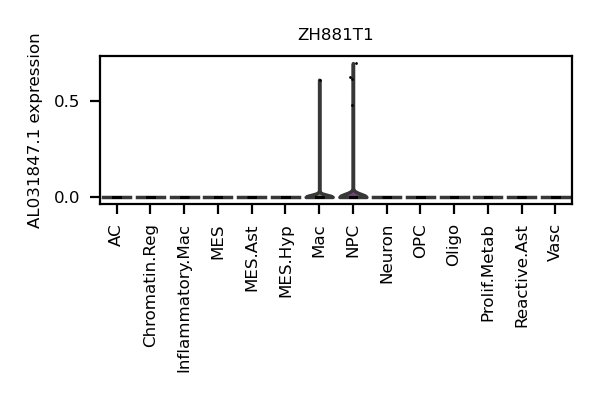 ZH881T1
AL031847.1 expression
0.5
0.0
AC
Chromatin.Reg
Inflammatory.Mac
MES
MES.Ast
MES.Hyp
Mac
NPC
Neuron
OPC
Oligo
Prolif.Metab
Reactive.Ast
Vasc